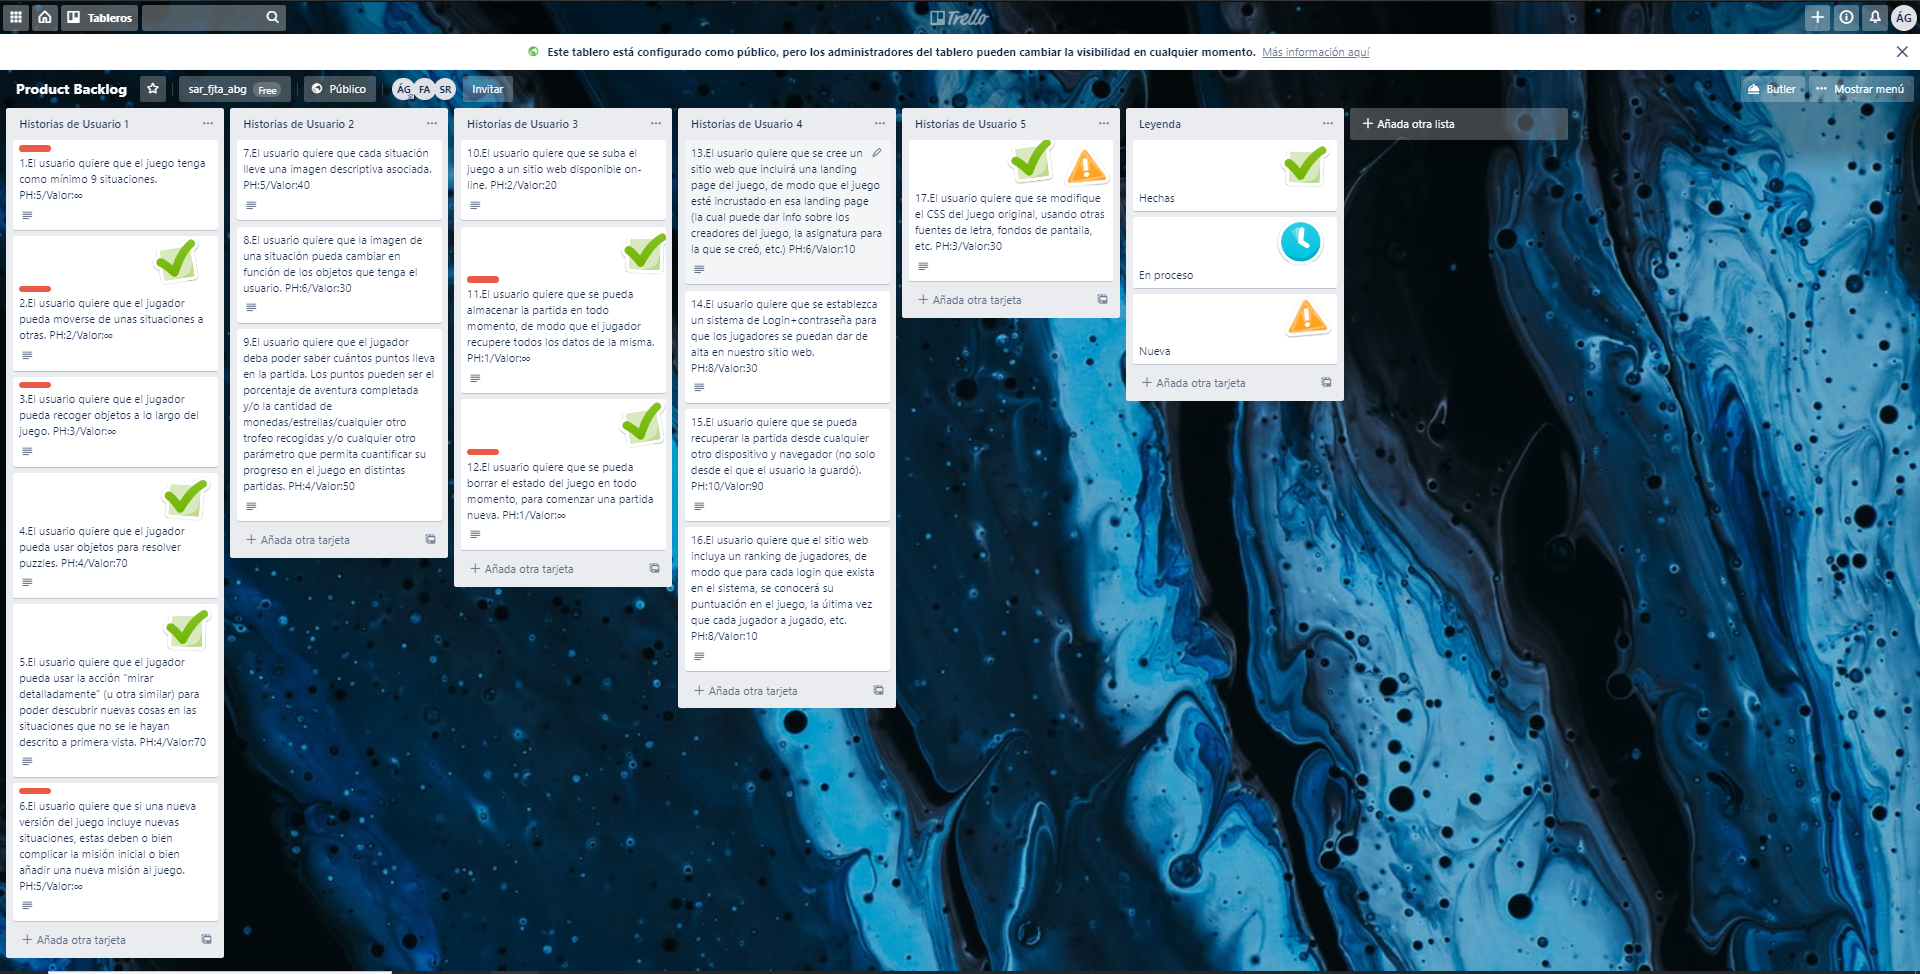 Tableros
Trello
ÁG
Este tablero está configurado como público, pero los administradores del tablero pueden cambiar la visibilidad en cualquier momento. Más información aquí
Product Backlog
sar_fjta_abg Free
Público
ÁG FA SR
Invitar
Butler
Mostrar menú
Historias de Usuario 1
1.El usuario quiere que el juego tenga
como mínimo 9 situaciones.
PH:5/Valor:∞
2.El usuario quiere que el jugador
pueda moverse de unas situaciones a
otras. PH:2/Valor:∞
3.El usuario quiere que el jugador
pueda recoger objetos a lo largo del
juego. PH:3/Valor:∞
4.El usuario quiere que el jugador
pueda usar objetos para resolver
puzzles. PH:4/Valor:70
5.El usuario quiere que el jugador
pueda usar la acción “mirar
detalladamente” (u otra similar) para
poder descubrir nuevas cosas en las
situaciones que no se le hayan
descrito a primera vista. PH:4/Valor:70
6.El usuario quiere que si una nueva
versión del juego incluye nuevas
situaciones, estas deben o bien
complicar la misión inicial o bien
añadir una nueva misión al juego.
PH:5/Valor:∞
Añada otra tarjeta
Historias de Usuario 2
7.El usuario quiere que cada situación
lleve una imagen descriptiva asociada.
PH:5/Valor:40
8.El usuario quiere que la imagen de
una situación pueda cambiar en
función de los objetos que tenga el
usuario. PH:6/Valor:30
9.El usuario quiere que el jugador
deba poder saber cuántos puntos lleva
en la partida. Los puntos pueden ser el
porcentaje de aventura completada
y/o la cantidad de
monedas/estrellas/cualquier otro
trofeo recogidas y/o cualquier otro
parámetro que permita cuantificar su
progreso en el juego en distintas
partidas. PH:4/Valor:50
Añada otra tarjeta
Historias de Usuario 3
10.El usuario quiere que se suba el
juego a un sitio web disponible on-
line. PH:2/Valor:20
11.El usuario quiere que se pueda
almacenar la partida en todo
momento, de modo que el jugador
recupere todos los datos de la misma.
PH:1/Valor:∞
12.El usuario quiere que se pueda
borrar el estado del juego en todo
momento, para comenzar una partida
nueva. PH:1/Valor:∞
Añada otra tarjeta
Historias de Usuario 4
13.El usuario quiere que se cree un
sitio web que incluirá una landing
page del juego, de modo que el juego
esté incrustado en esa landing page
(la cual puede dar info sobre los
creadores del juego, la asignatura para
la que se creó, etc.) PH:6/Valor:10
14.El usuario quiere que se establezca
un sistema de Login+contraseña para
que los jugadores se puedan dar de
alta en nuestro sitio web.
PH:8/Valor:30
15.El usuario quiere que se pueda
recuperar la partida desde cualquier
otro dispositivo y navegador (no solo
desde el que el usuario la guardó).
PH:10/Valor:90
16.El usuario quiere que el sitio web
incluya un ranking de jugadores, de
modo que para cada login que exista
en el sistema, se conocerá su
puntuación en el juego, la última vez
que cada jugador a jugado, etc.
PH:8/Valor:10
Añada otra tarjeta
Historias de Usuario 5
17.El usuario quiere que se modifique
el CSS del juego original, usando otras
fuentes de letra, fondos de pantalla,
etc. PH:3/Valor:30
Añada otra tarjeta
Leyenda
Hechas
En proceso
Nueva
Añada otra tarjeta
Añada otra lista